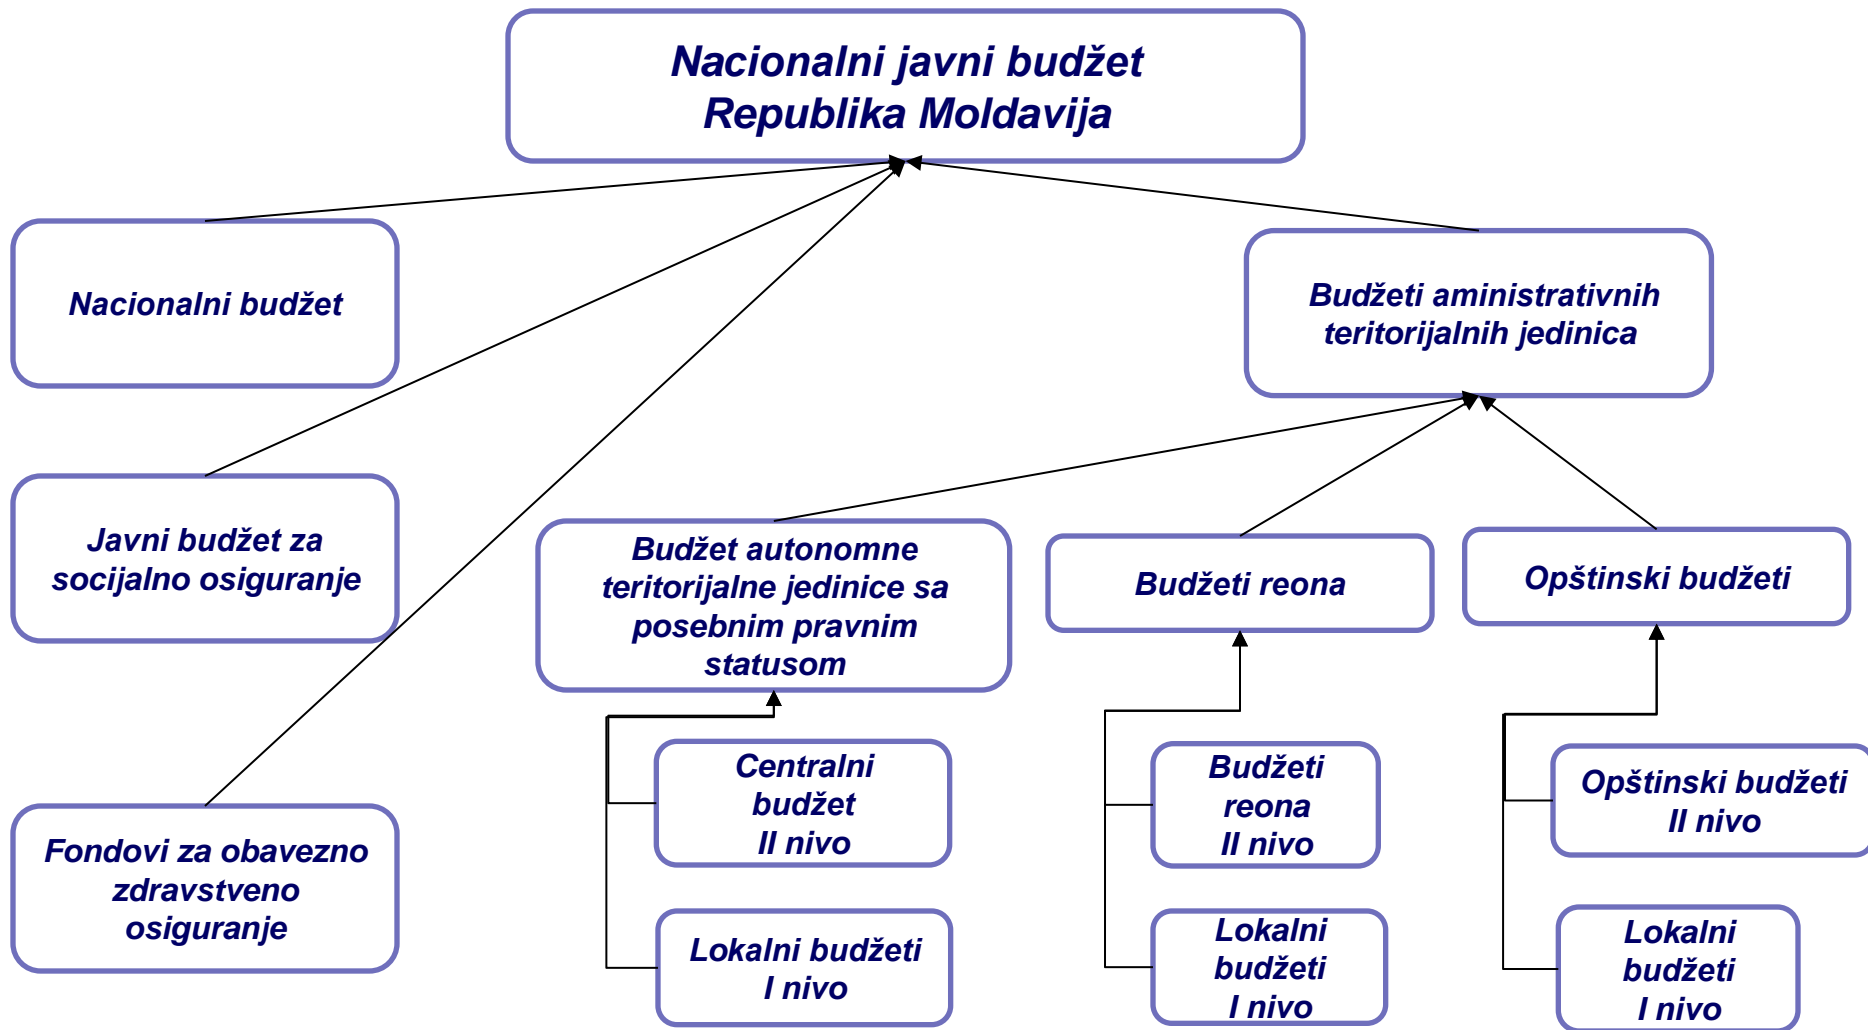 Nacionalni javni budžet
Republika Moldavija
Nacionalni budžet
Budžeti aministrativnih
teritorijalnih jedinica
Javni budžet za
socijalno osiguranje
Budžet autonomne
teritorijalne jedinice sa
posebnim pravnim
statusom
Budžeti reona
Opštinski budžeti
Fondovi za obavezno
zdravstveno
osiguranje
Centralni
budžet
II nivo
Budžeti
reona
II nivo
Opštinski budžeti
II nivo
Lokalni budžeti
I nivo
Lokalni
budžeti
I nivo
Lokalni
budžeti
I nivo